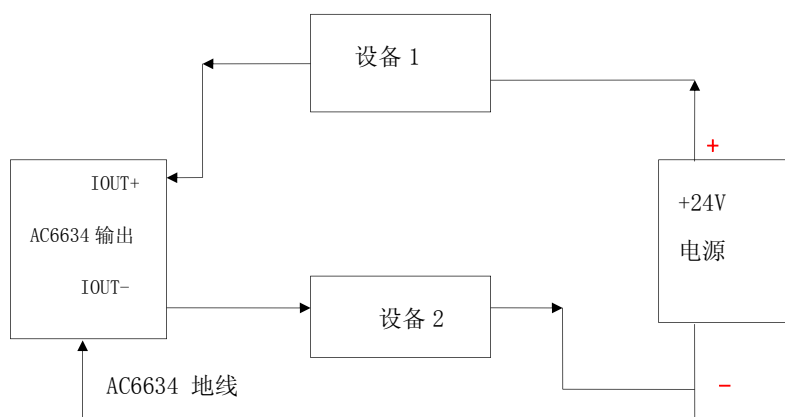 设备 1
+
IOUT+
+24V
AC6634 输出
电源
IOUT-
设备 2
AC6634 地线
-